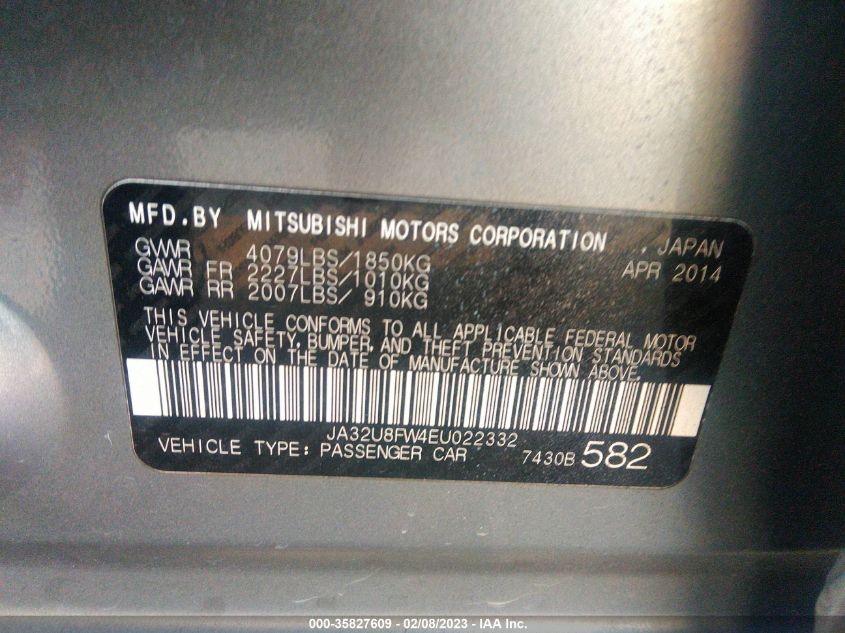 MFD.BY MITSUBISHI MOTORS CORPORATION , JAPAN
GVWR 4079LBS/1850KG APR 2014
GAWR FR 2227LBS/1010KG
GAWR RR 2007LBS/ 910KG
THIS VEHICLE CONFORMS TO ALL APPLICABLE FEDERAL MOTOR
VEHICLE SAFETY, BUMPER, AND THEFT PREVENTION STANDARDS
IN EFFECT ON THE DATE OF MANUFACTURE SHOWN ABOVE.
JA32U8FW4EU022332
VEHICLE TYPE: PASSENGER CAR 7430B 582
000-35827609 — 02/08/2023 — IAA Inc.